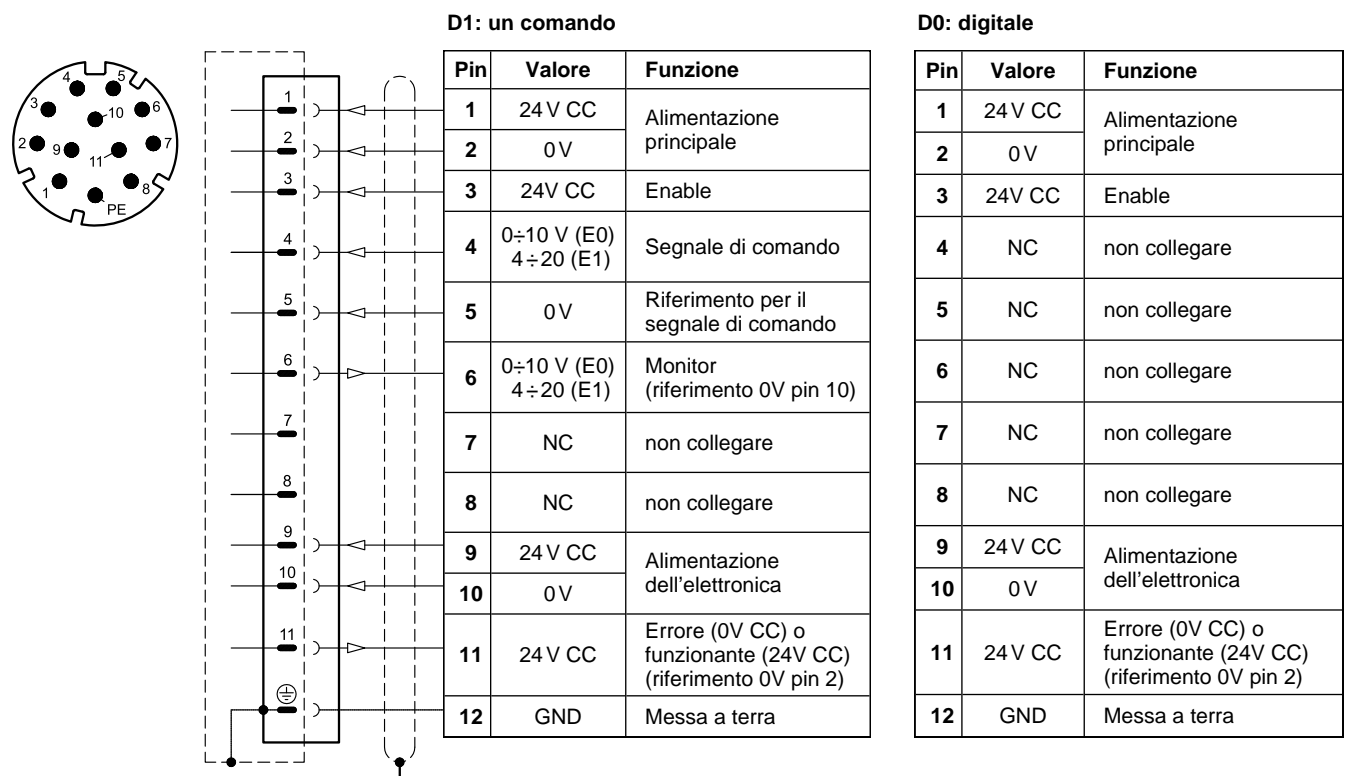 D1: un comando
D0: digitale
4 5
3 10 6
2 9 11 7
1 8
PE
1
2
3
4
5
6
7
8
9
10
11
Pin Valore Funzione
1 24 V CC Alimentazione
principale
2 0 V
3 24V CC Enable
4 0÷10 V (E0)
4÷20 (E1) Segnale di comando
5 0 V Riferimento per il
segnale di comando
6 0÷10 V (E0)
4÷20 (E1) Monitor
(riferimento 0V pin 10)
7 NC non collegare
8 NC non collegare
9 24 V CC Alimentazione
dell'elettronica
10 0 V
11 24 V CC Errore (0V CC) o
funzionante (24V CC)
(riferimento 0V pin 2)
12 GND Messa a terra
Pin Valore Funzione
1 24 V CC Alimentazione
principale
2 0 V
3 24V CC Enable
4 NC non collegare
5 NC non collegare
6 NC non collegare
7 NC non collegare
8 NC non collegare
9 24 V CC Alimentazione
dell'elettronica
10 0 V
11 24 V CC Errore (0V CC) o
funzionante (24V CC)
(riferimento 0V pin 2)
12 GND Messa a terra